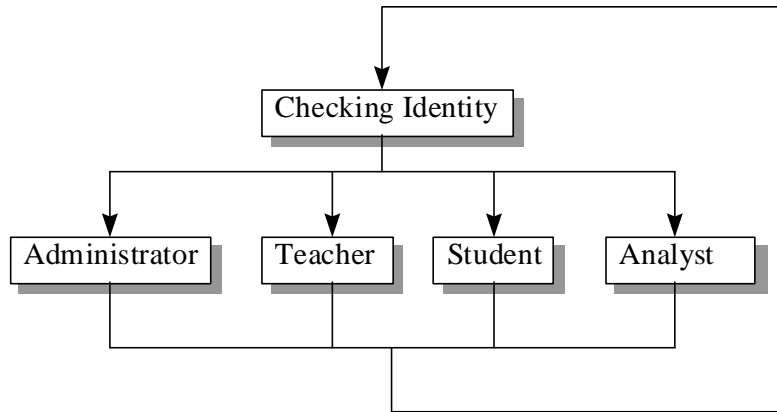 Checking Identity
Administrator
Teacher
Student
Analyst